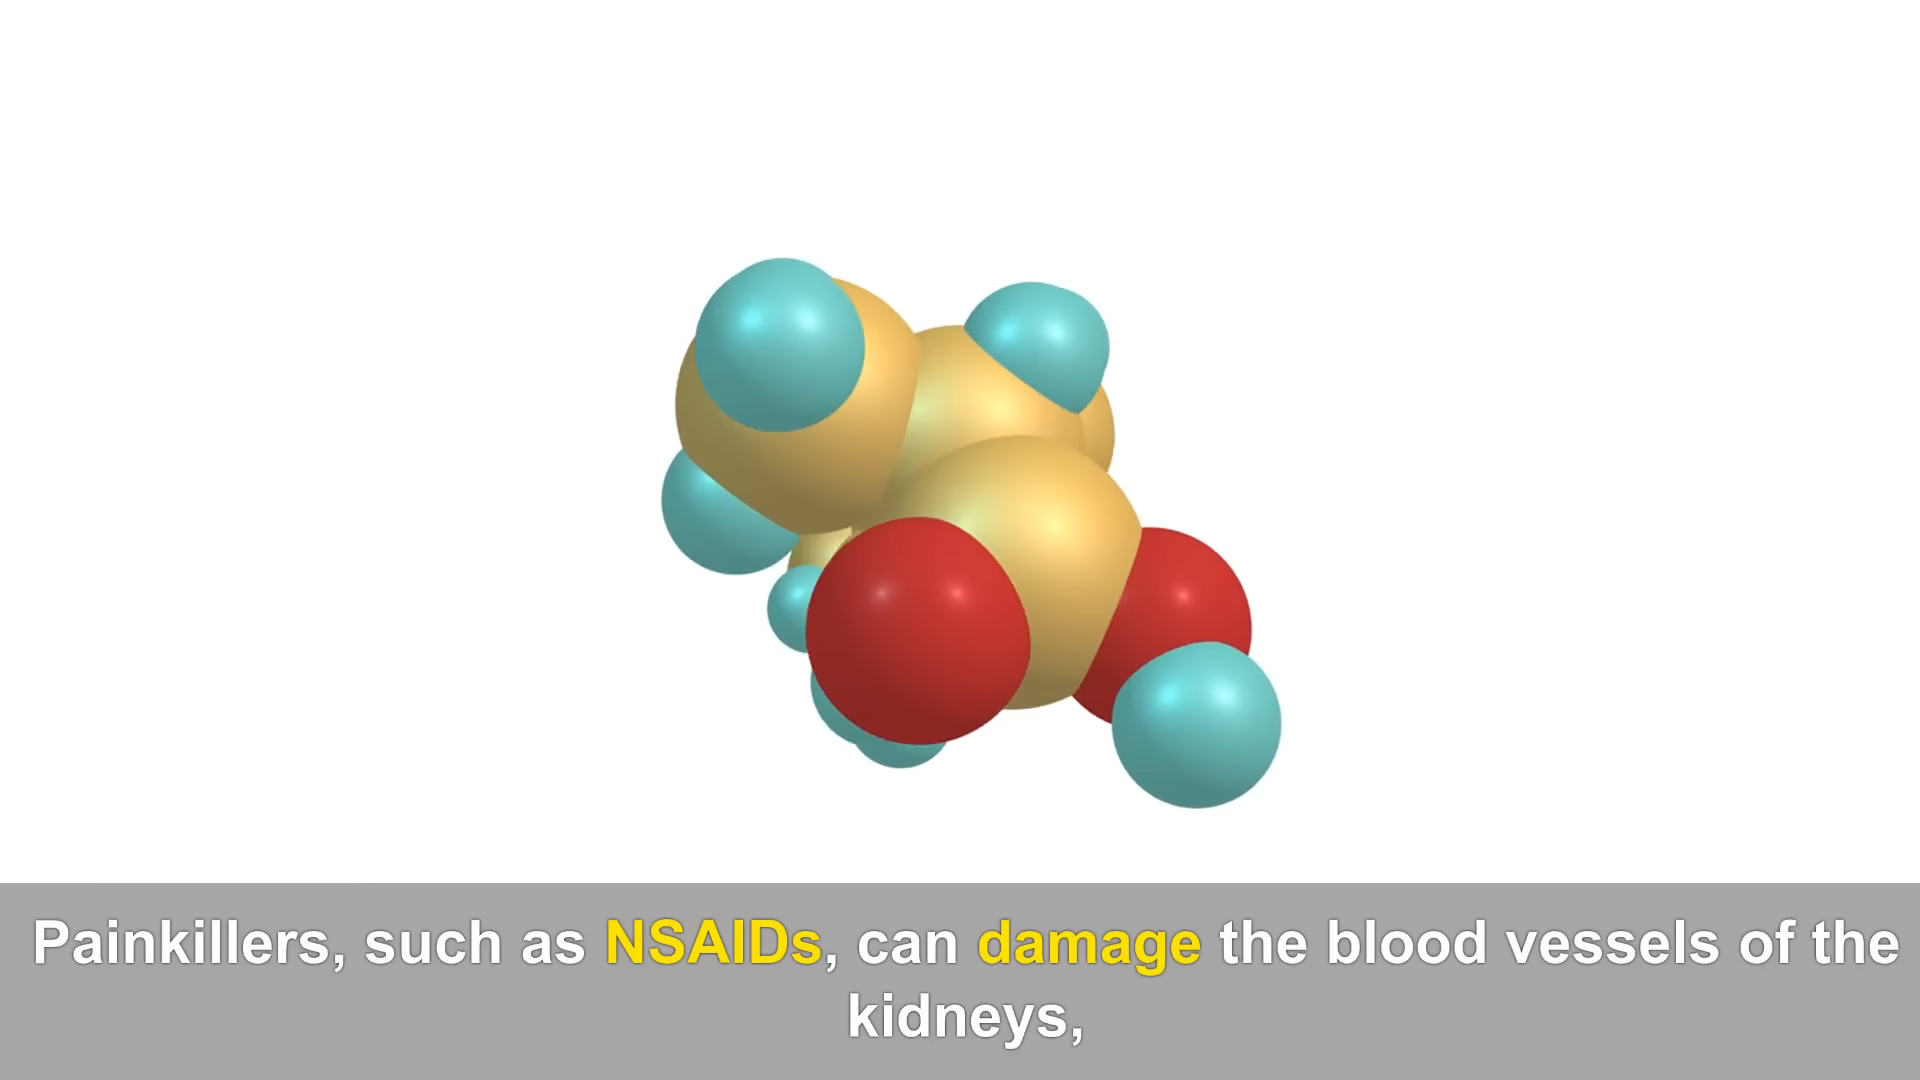 Painkillers, such as NSAIDs, can damage the blood vessels of the
kidneys,